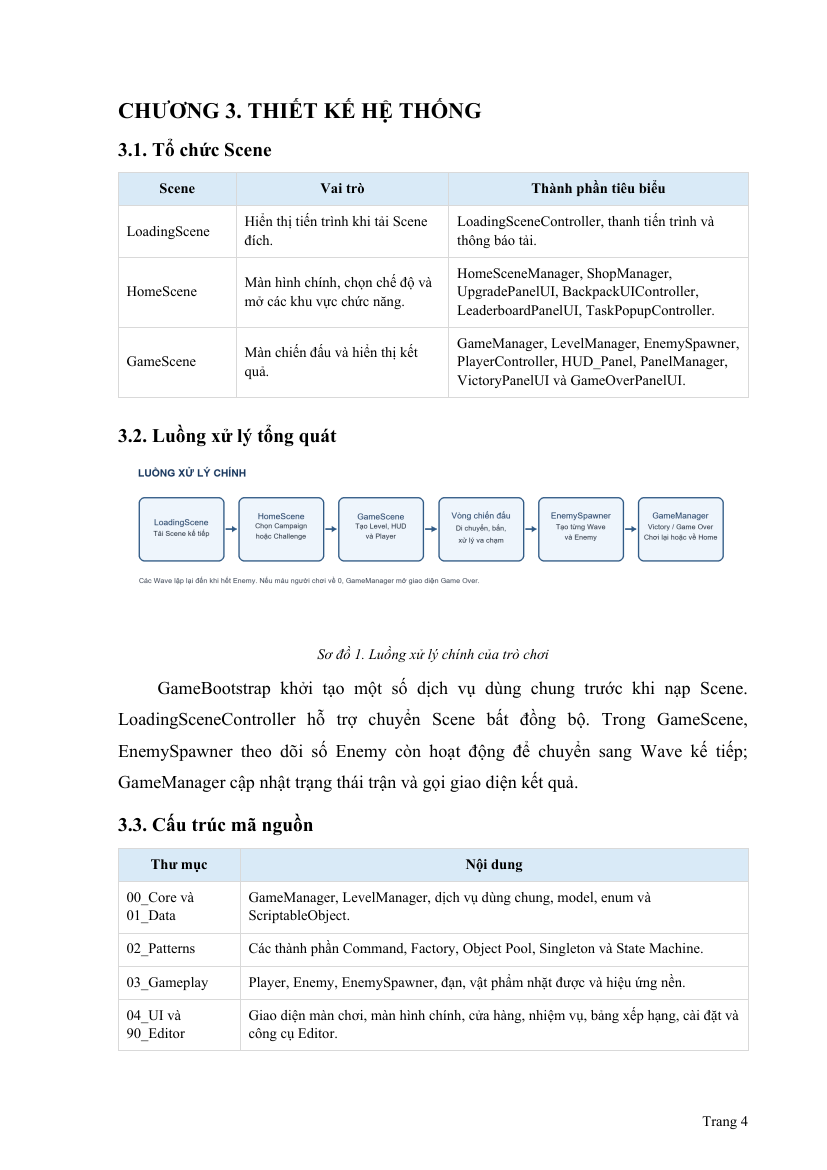 CHƯƠNG 3. THIẾT KẾ HỆ THỐNG
3.1. Tổ chức Scene
Scene Vai trò Thành phần tiêu biểu
LoadingScene
Hiển thị tiến trình khi tải Scene
đích.
LoadingSceneController, thanh tiến trình và
thông báo tải.
HomeScene
Màn hình chính, chọn chế độ và
mở các khu vực chức năng.
HomeSceneManager, ShopManager,
UpgradePanelUI, BackpackUIController,
LeaderboardPanelUI, TaskPopupController.
GameScene
Màn chiến đấu và hiển thị kết
quả.
GameManager, LevelManager, EnemySpawner,
PlayerController, HUD_Panel, PanelManager,
VictoryPanelUI và GameOverPanelUI.
3.2. Luồng xử lý tổng quát
LUỒNG XỬ LÝ CHÍNH
LoadingScene
Tải Scene kế tiếp
HomeScene
Chọn Campaign
hoặc Challenge
GameScene
Tạo Level, HUD
và Player
Vòng chiến đấu
Di chuyển, bắn,
xử lý va chạm
EnemySpawner
Tạo từng Wave
và Enemy
GameManager
Victory / Game Over
Chơi lại hoặc về Home
Các Wave lặp lại đến khi hết Enemy. Nếu máu người chơi về 0, GameManager mở giao diện Game Over.
Sơ đồ 1. Luồng xử lý chính của trò chơi
GameBootstrap khởi tạo một số dịch vụ dùng chung trước khi nạp Scene.
LoadingSceneController hỗ trợ chuyển Scene bất đồng bộ. Trong GameScene,
EnemySpawner theo dõi số Enemy còn hoạt động để chuyển sang Wave kế tiếp;
GameManager cập nhật trạng thái trận và gọi giao diện kết quả.
3.3. Cấu trúc mã nguồn
Thư mục Nội dung
00_Core và
01_Data
GameManager, LevelManager, dịch vụ dùng chung, model, enum và
ScriptableObject.
02_Patterns Các thành phần Command, Factory, Object Pool, Singleton và State Machine.
03_Gameplay Player, Enemy, EnemySpawner, đạn, vật phẩm nhặt được và hiệu ứng nền.
04_UI và
90_Editor
Giao diện màn chơi, màn hình chính, cửa hàng, nhiệm vụ, bảng xếp hạng, cài đặt và
công cụ Editor.
Trang 4